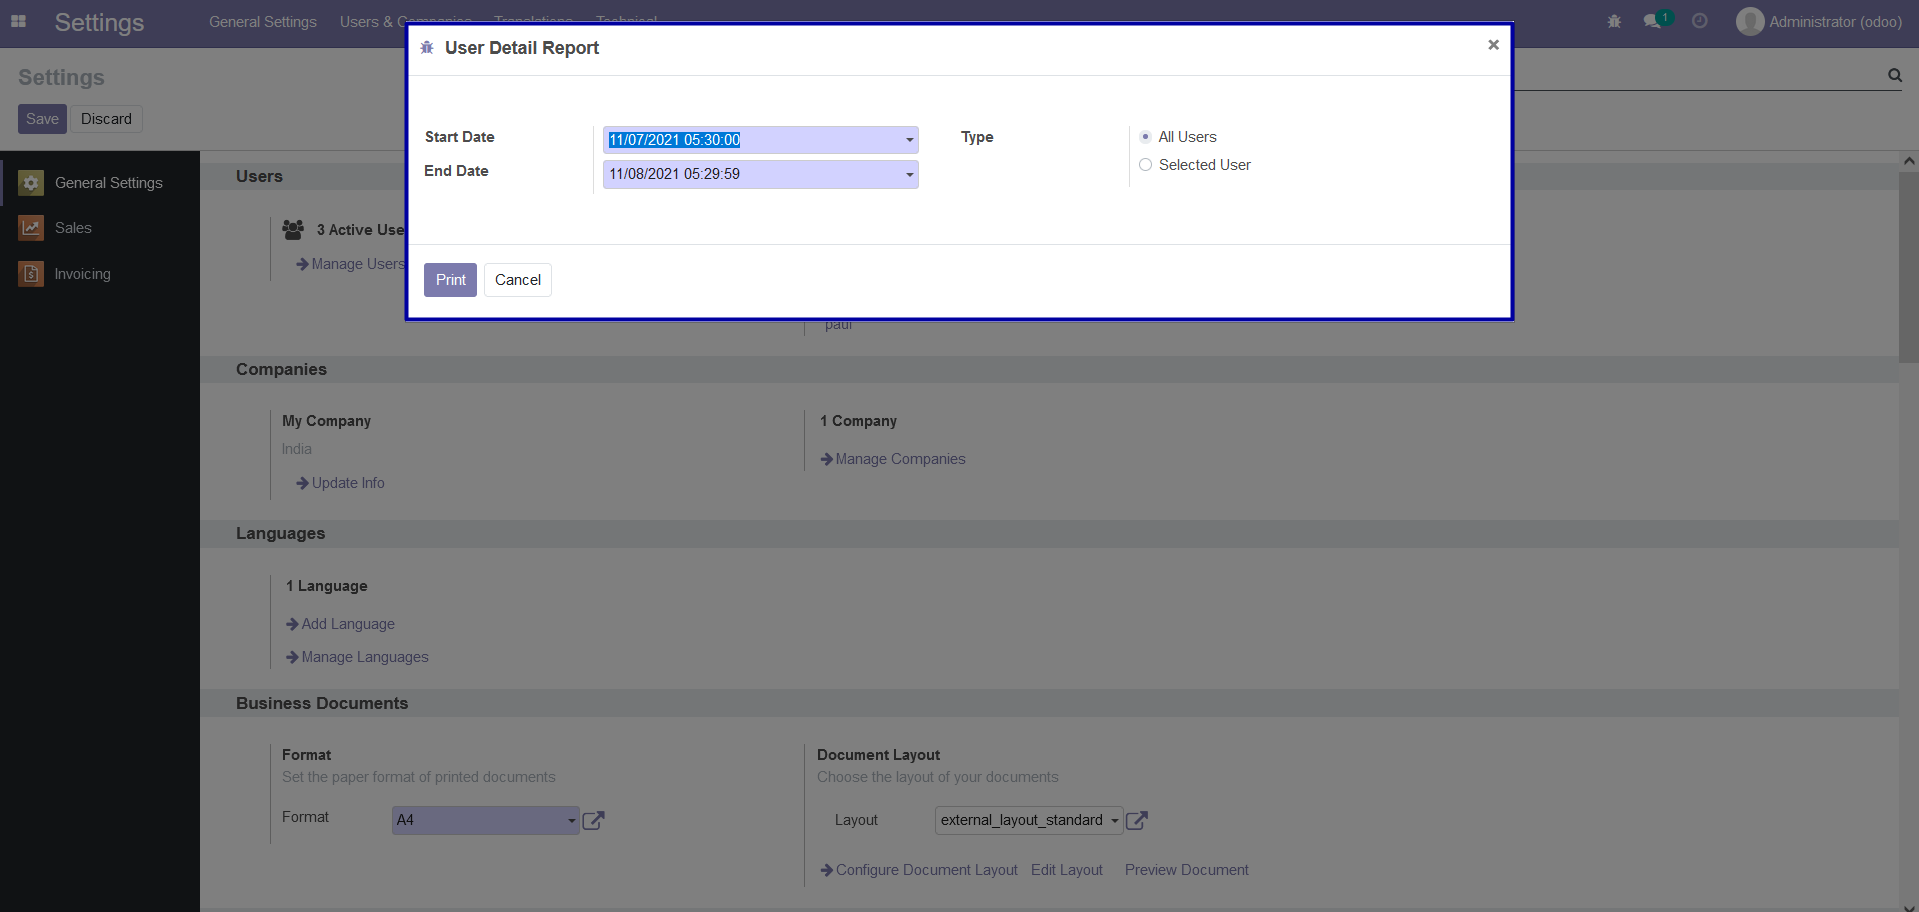 Settings General Settings Users & Companies Translations Technical 1 Administrator (odoo)
User Detail Report ×
Settings
Save Discard
Start Date 11/07/2021 05:30:00 Type All Users
End Date 11/08/2021 05:29:59 Selected User
Print Cancel
General Settings
Sales
Invoicing
Users
3 Active Use
Manage Users
paul
Companies
My Company 1 Company
India
Manage Companies
Update Info
Languages
1 Language
Add Language
Manage Languages
Business Documents
Format Document Layout
Set the paper format of printed documents Choose the layout of your documents
Format A4 Layout external_layout_standard
Configure Document Layout Edit Layout Preview Document